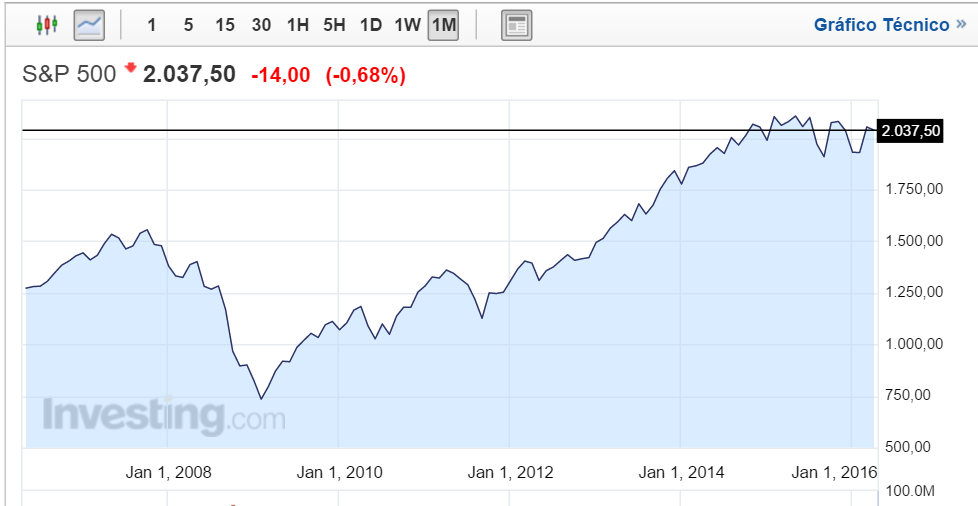 1 5 15 30 1H 5H 1D 1W 1M Gráfico Técnico »
S&P 500 2.037,50 -14,00 (-0,68%)
2.037,50
1.750,00
1.500,00
1.250,00
1.000,00
750,00
Investing.com
500,00
Jan 1, 2008 Jan 1, 2010 Jan 1, 2012 Jan 1, 2014 Jan 1, 2016
100.0M